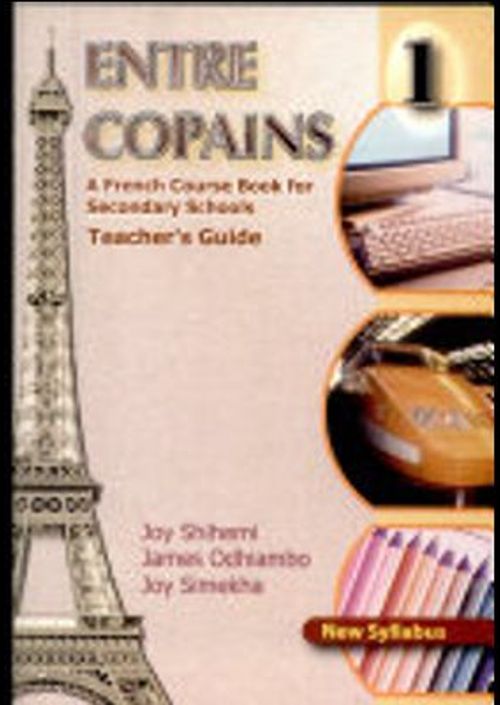 ENTRE
COPAINS
1
A French Course Book for
Secondary Schools
Teacher's Guide
Joy Shihemi
James Odhiambo
Joy Simekha
New Syllabus